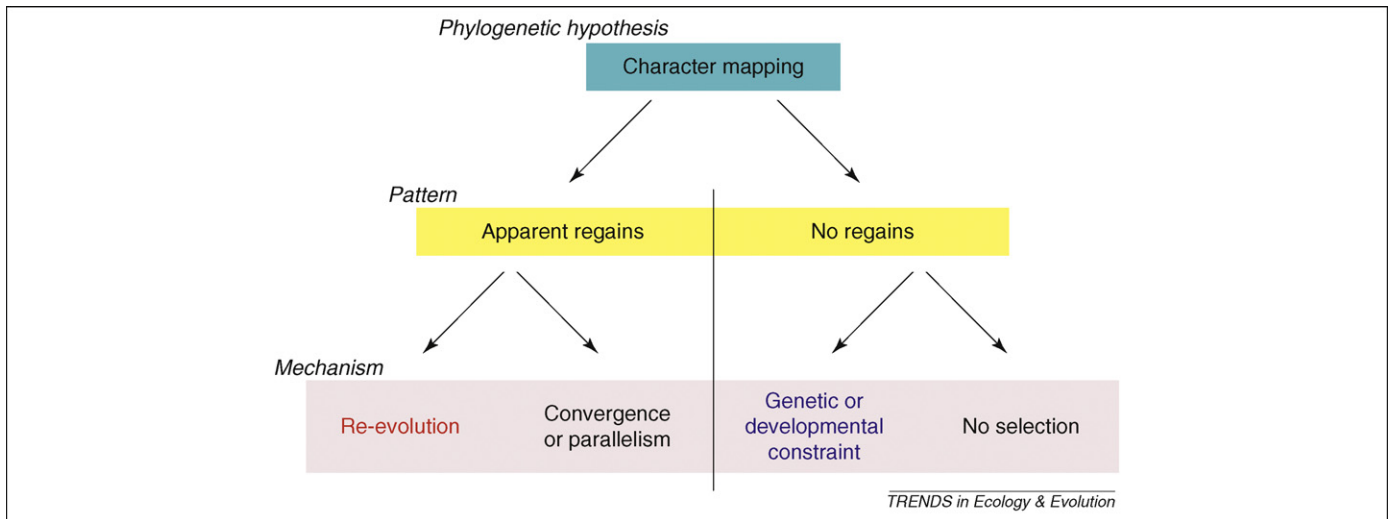 Phylogenetic hypothesis
Character mapping
Pattern
Apparent regains
No regains
Mechanism
Re-evolution
Convergence
or parallelism
Genetic or
developmental
constraint
No selection
TRENDS in Ecology & Evolution